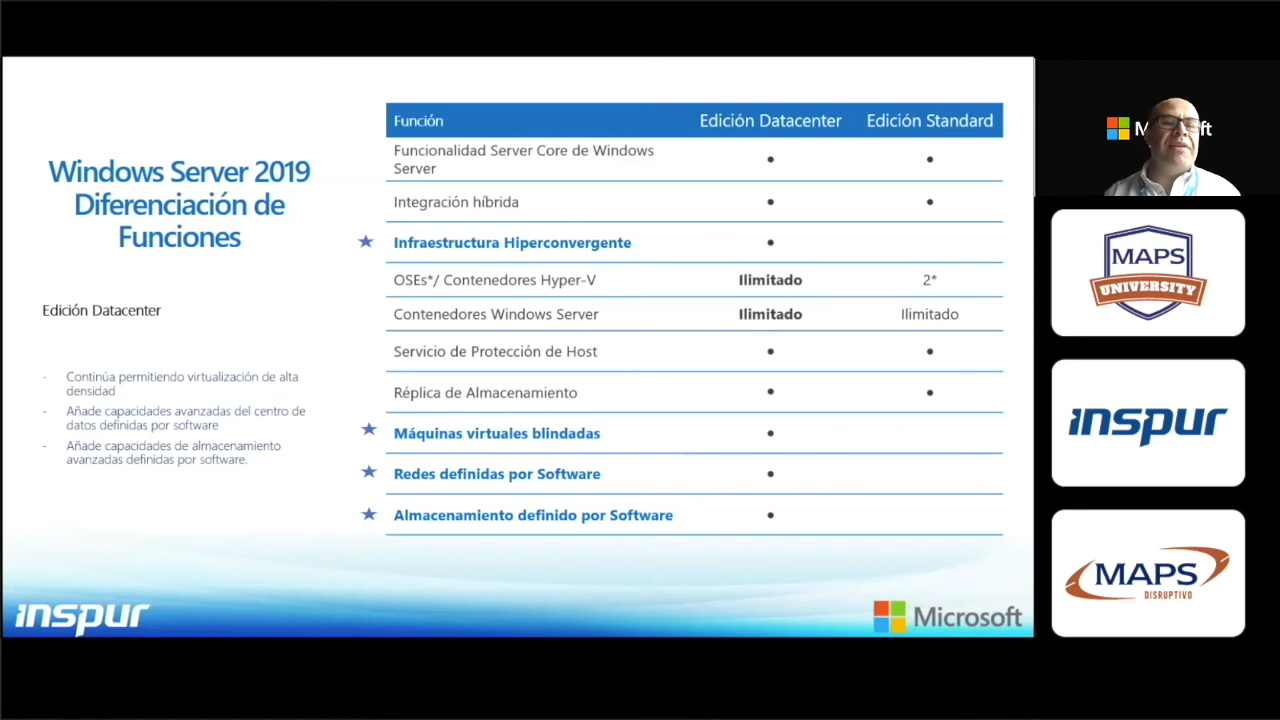 Windows Server 2019
Diferenciación de
Funciones
Edición Datacenter
- Continúa permitiendo virtualización de alta
densidad
- Añade capacidades avanzadas del centro de
datos definidas por software
- Añade capacidades de almacenamiento
avanzadas definidas por software.
Función Edición Datacenter Edición Standard
Funcionalidad Server Core de Windows
Server • •
Integración híbrida • •
★ Infraestructura Hiperconvergente •
OSEs*/ Contenedores Hyper-V Ilimitado 2*
Contenedores Windows Server Ilimitado Ilimitado
Servicio de Protección de Host • •
Réplica de Almacenamiento • •
★ Máquinas virtuales blindadas •
★ Redes definidas por Software •
★ Almacenamiento definido por Software •
inspur
Microsoft
MAPS
UNIVERSITY
inspur
MAPS
DISRUPTIVO